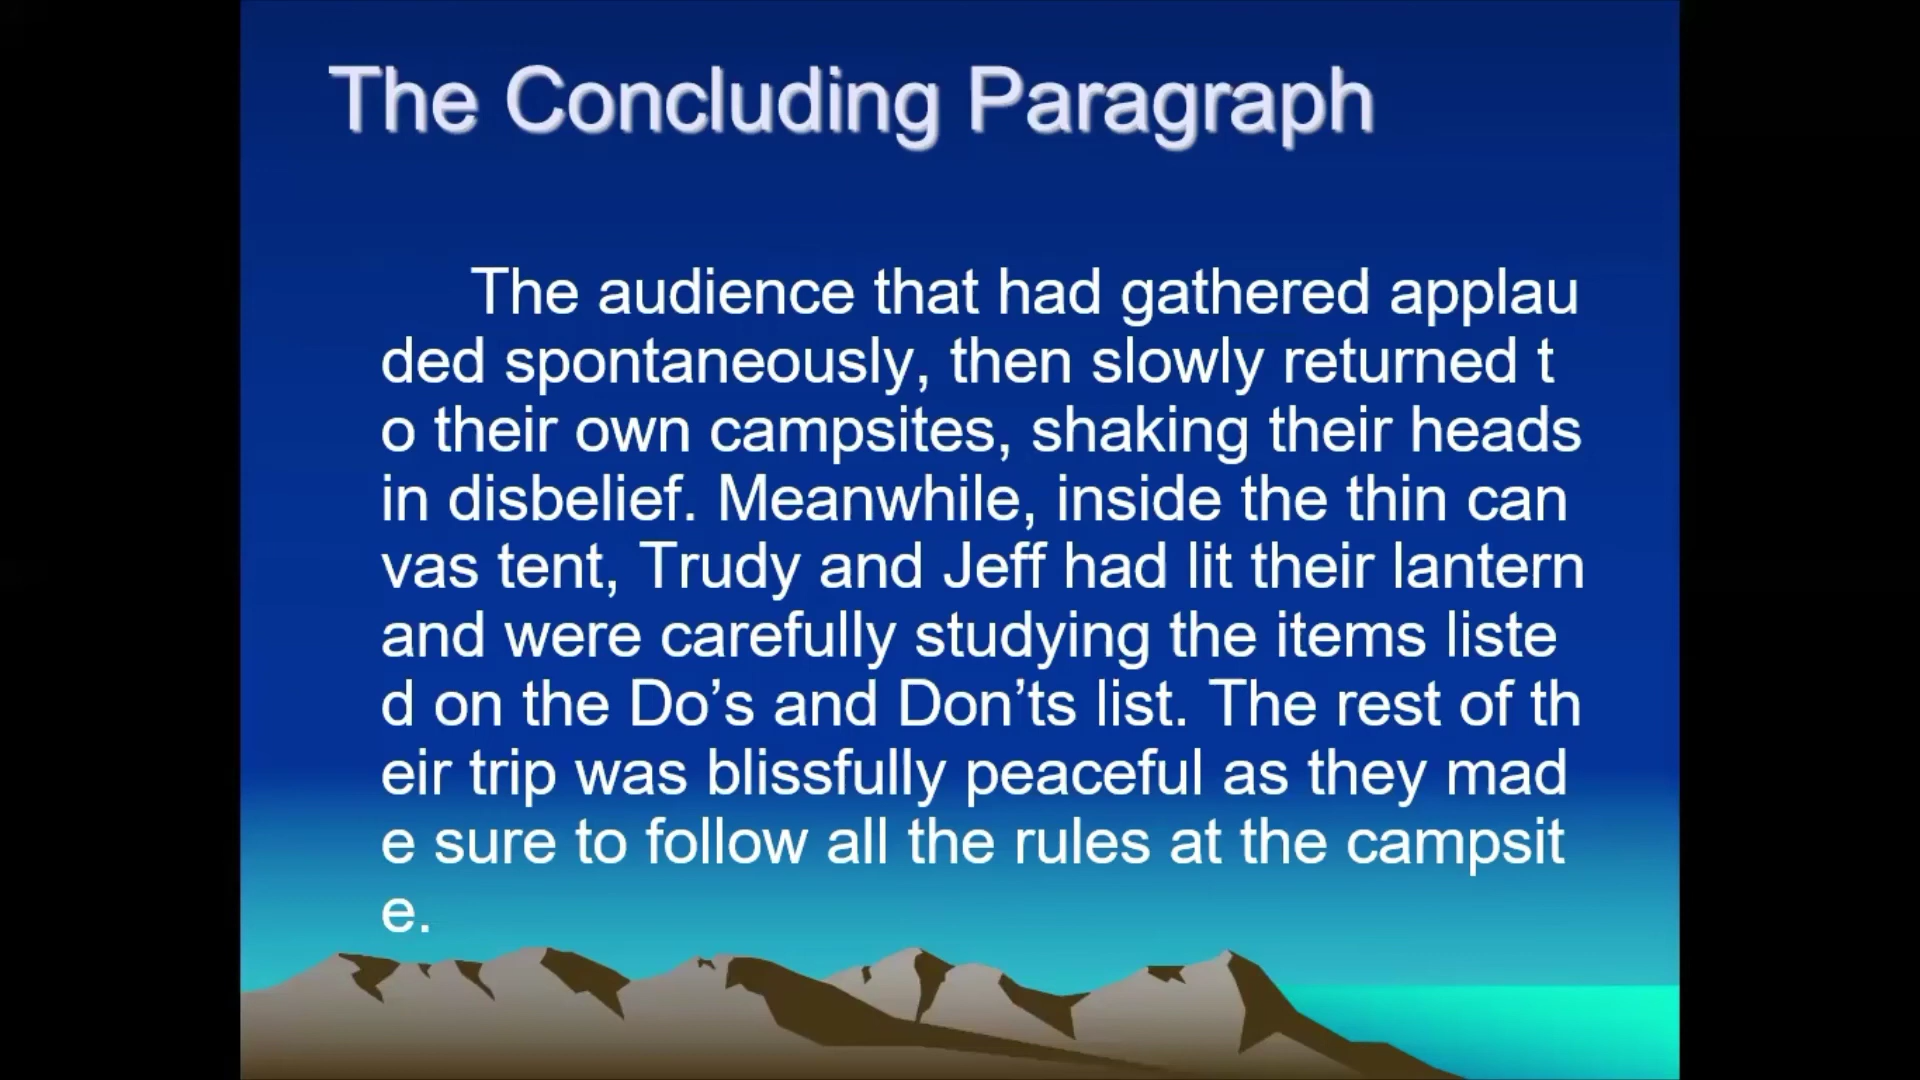 The Concluding Paragraph
The audience that had gathered applau
ded spontaneously, then slowly returned t
o their own campsites, shaking their heads
in disbelief. Meanwhile, inside the thin can
vas tent, Trudy and Jeff had lit their lantern
and were carefully studying the items liste
d on the Do’s and Don’ts list. The rest of th
eir trip was blissfully peaceful as they mad
e sure to follow all the rules at the campsit
e.